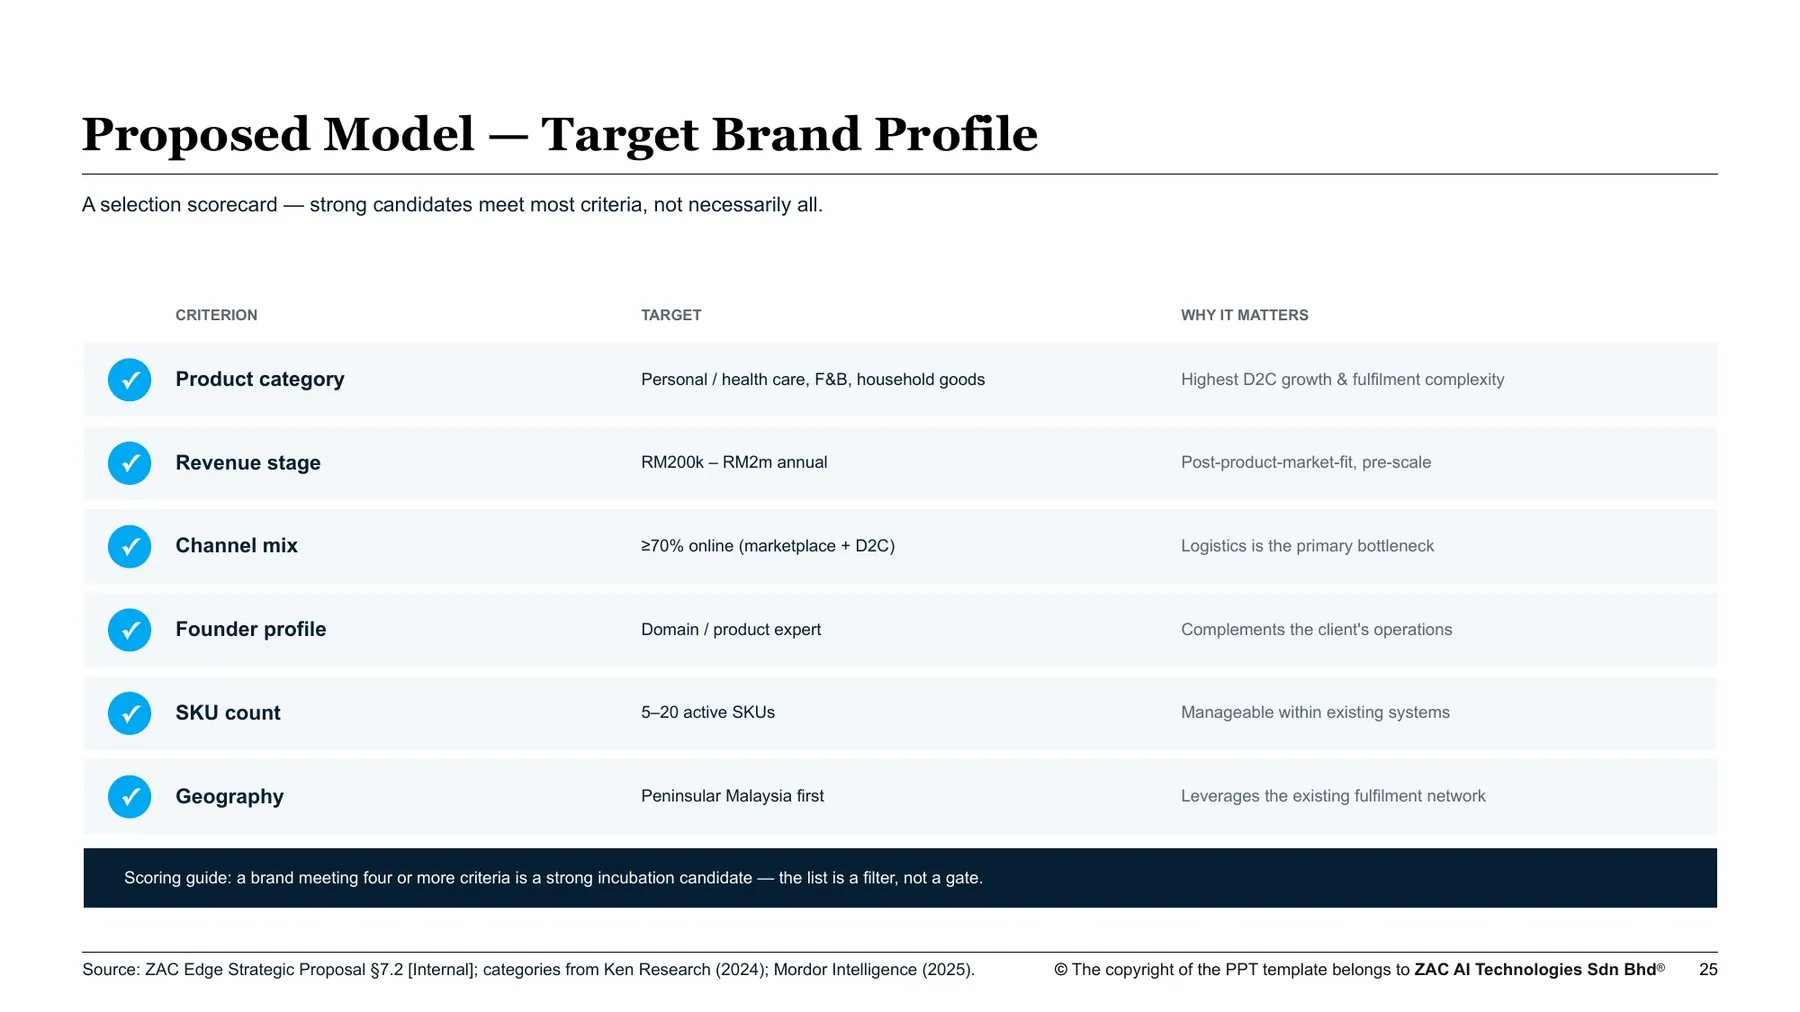 Proposed Model — Target Brand Profile
A selection scorecard — strong candidates meet most criteria, not necessarily all.
CRITERION TARGET WHY IT MATTERS
Product category Personal / health care, F&B, household goods Highest D2C growth & fulfilment complexity
Revenue stage RM200k – RM2m annual Post-product-market-fit, pre-scale
Channel mix ≥70% online (marketplace + D2C) Logistics is the primary bottleneck
Founder profile Domain / product expert Complements the client's operations
SKU count 5–20 active SKUs Manageable within existing systems
Geography Peninsular Malaysia first Leverages the existing fulfilment network
Scoring guide: a brand meeting four or more criteria is a strong incubation candidate — the list is a filter, not a gate.
Source: ZAC Edge Strategic Proposal §7.2 [Internal]; categories from Ken Research (2024); Mordor Intelligence (2025). © The copyright of the PPT template belongs to ZAC AI Technologies Sdn Bhd® 25